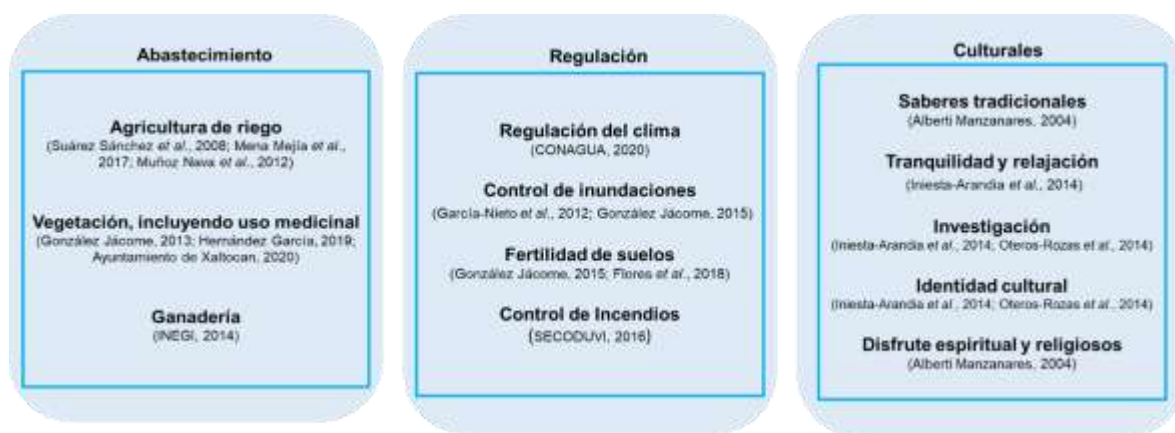 Abastecimiento
Agricultura de riego
(Suárez Sánchez et al., 2008; Mena Mejía et al.,
2017; Muñoz Nava et al., 2012)
Vegetación, incluyendo uso medicinal
(González Jácome, 2013; Hernández García, 2019;
Ayuntamiento de Xaltocan, 2020)
Ganadería
(INEGI, 2014)
Regulación
Regulación del clima
(CONAGUA, 2020)
Control de inundaciones
(García-Nieto et al., 2012; González Jácome, 2015)
Fertilidad de suelos
(González Jácome, 2015; Flores et al., 2018)
Control de Incendios
(SECODUVI, 2016)
Culturales
Saberes tradicionales
(Alberti Manzanares, 2004)
Tranquilidad y relajación
(Iniesta-Arandia et al., 2014)
Investigación
(Iniesta-Arandia et al., 2014; Oteros-Rozas et al., 2014)
Identidad cultural
(Iniesta-Arandia et al., 2014; Oteros-Rozas et al., 2014)
Disfrute espiritual y religiosos
(Alberti Manzanares, 2004)